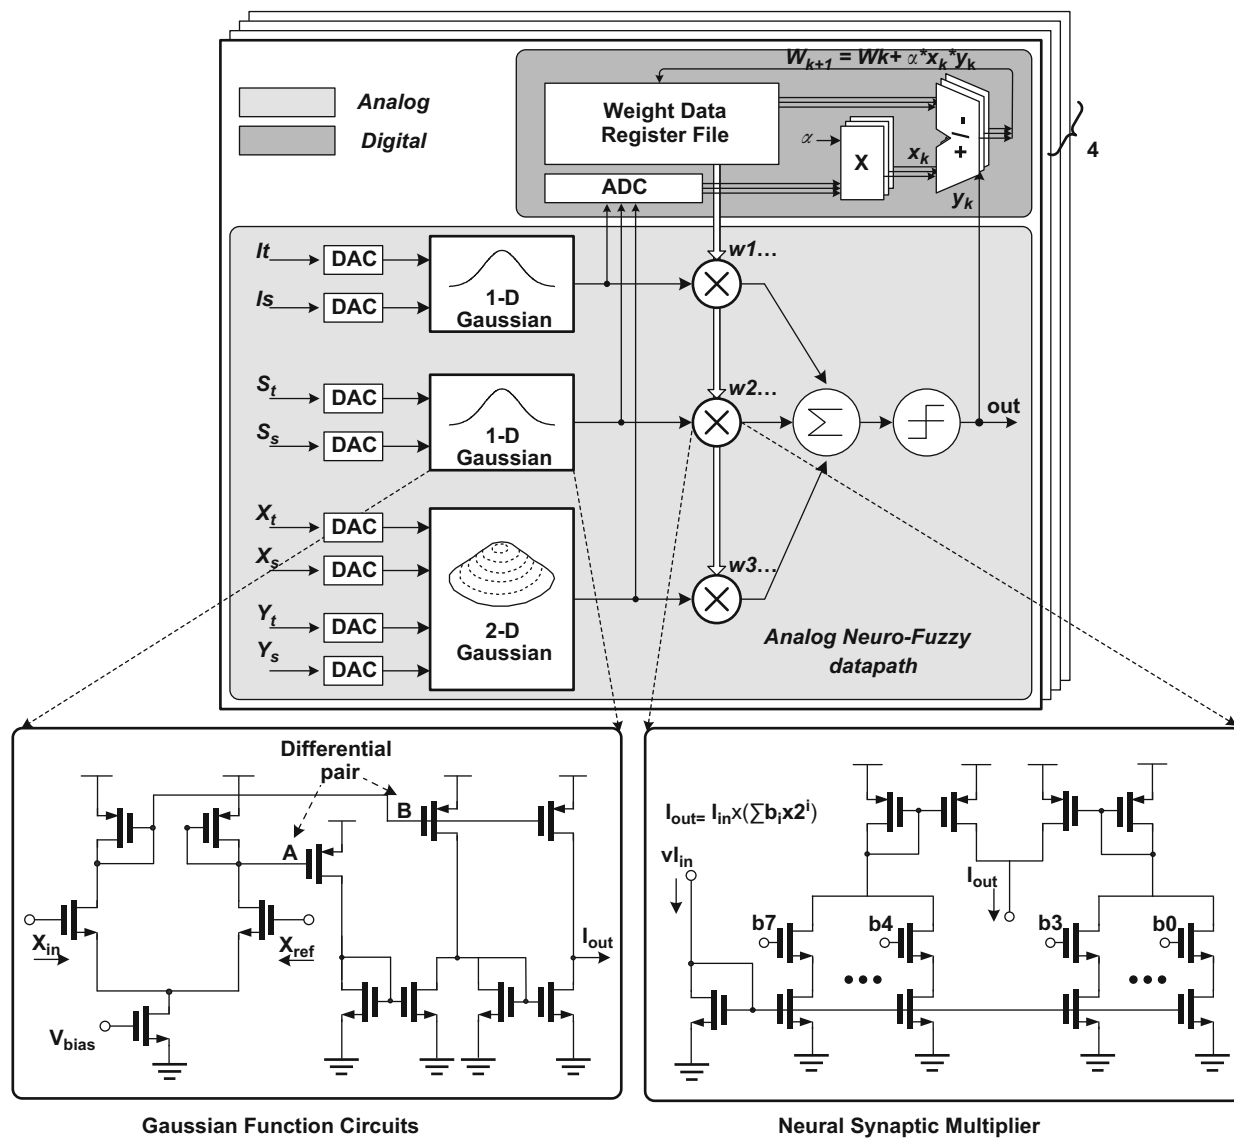 W_{k+1} = Wk+ α*x_k*y_k
Analog
Digital
Weight Data
Register File
α
X
x_k
+ / -
4
ADC
y_k
It
DAC
Is
DAC
1-D
Gaussian
w1...
S_t
DAC
S_s
DAC
1-D
Gaussian
w2...
Σ
out
X_t
DAC
X_s
DAC
Y_t
DAC
Y_s
DAC
2-D
Gaussian
w3...
Analog Neuro-Fuzzy
datapath
Differential
pair
A
B
X_in
X_ref
I_out
V_bias
I_out= I_in x(∑b_i x2^i)
vI_in
I_out
b7
b4
b3
b0
Gaussian Function Circuits
Neural Synaptic Multiplier